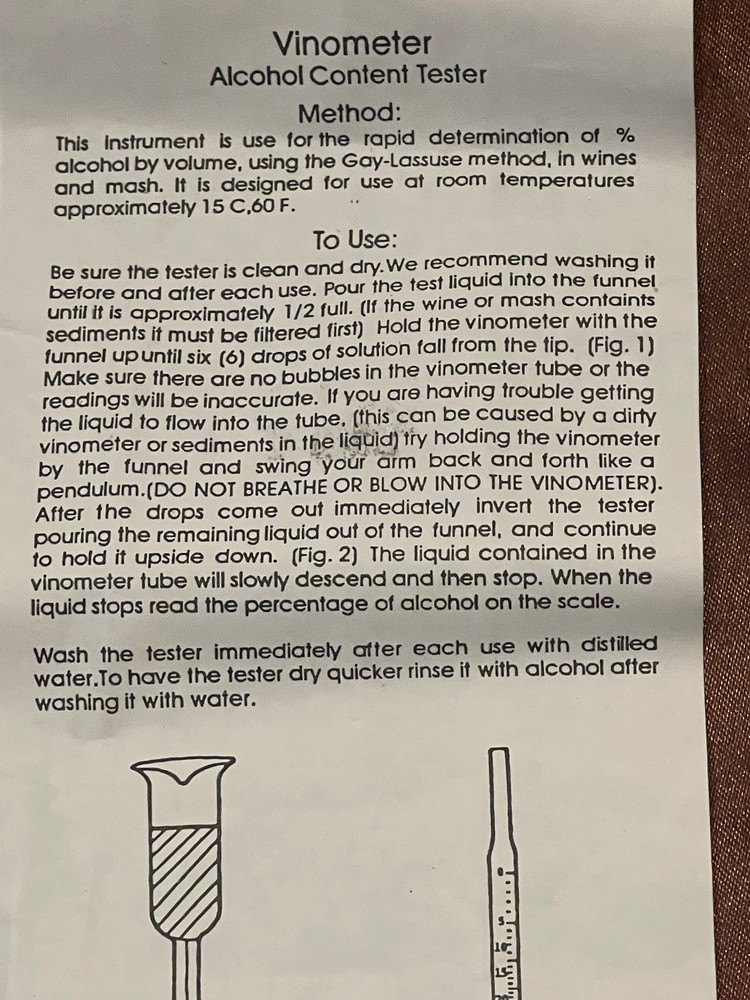 Vinometer
Alcohol Content Tester
Method:
This Instrument is use for the rapid determination of %
alcohol by volume, using the Gay-Lassuse method, in wines
and mash. It is designed for use at room temperatures
approximately 15 C,60 F.
To Use:
Be sure the tester is clean and dry.We recommend washing it
before and after each use. Pour the test liquid into the funnel
until it is approximately 1/2 full. (If the wine or mash containts
sediments it must be filtered first) Hold the vinometer with the
funnel up until six (6) drops of solution fall from the tip. (Fig. 1)
Make sure there are no bubbles in the vinometer tube or the
readings will be inaccurate. If you are having trouble getting
the liquid to flow into the tube, (this can be caused by a dirty
vinometer or sediments in the liquid) try holding the vinometer
by the funnel and swing your arm back and forth like a
pendulum.(DO NOT BREATHE OR BLOW INTO THE VINOMETER).
After the drops come out immediately invert the tester
pouring the remaining liquid out of the funnel, and continue
to hold it upside down. (Fig. 2) The liquid contained in the
vinometer tube will slowly descend and then stop. When the
liquid stops read the percentage of alcohol on the scale.
Wash the tester immediately after each use with distilled
water.To have the tester dry quicker rinse it with alcohol after
washing it with water.
0
5
10
15